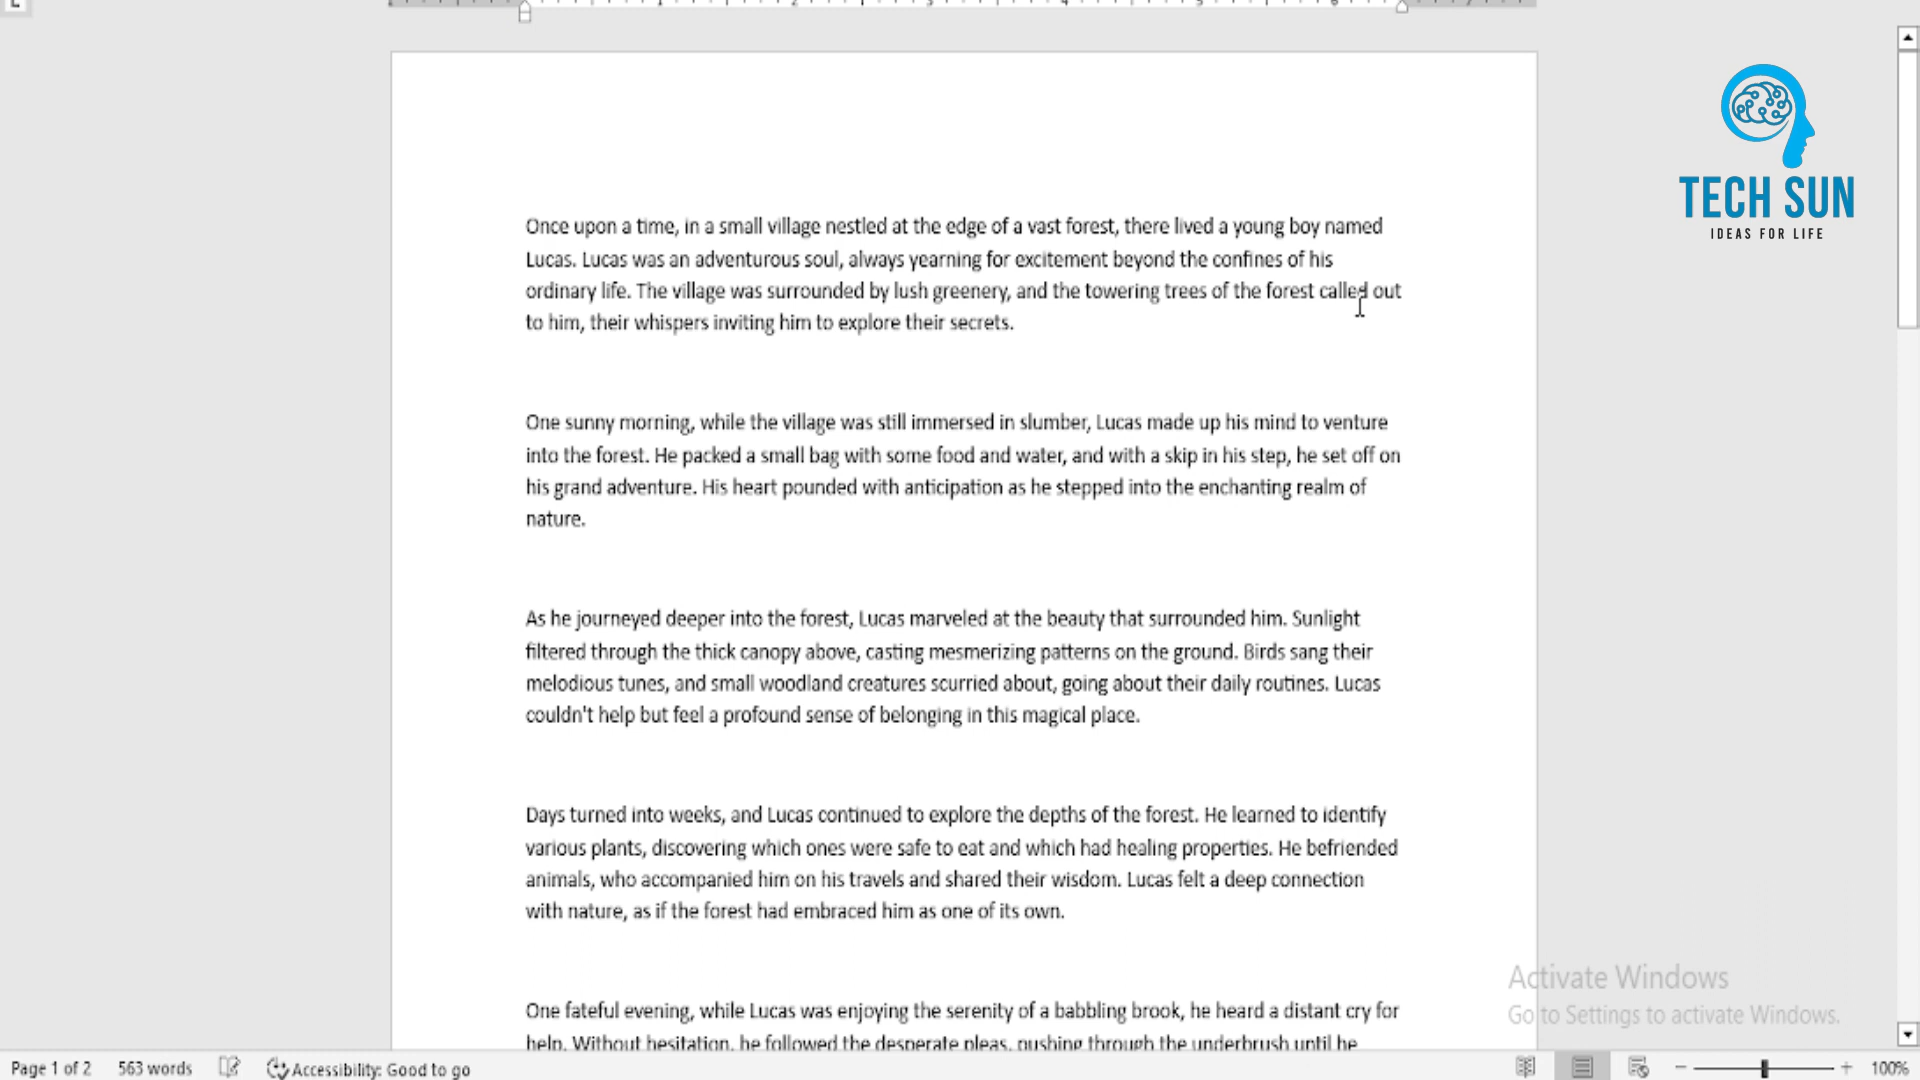 TECH SUN
IDEAS FOR LIFE
Once upon a time, in a small village nestled at the edge of a vast forest, there lived a young boy named
Lucas. Lucas was an adventurous soul, always yearning for excitement beyond the confines of his
ordinary life. The village was surrounded by lush greenery, and the towering trees of the forest called out
to him, their whispers inviting him to explore their secrets.
One sunny morning, while the village was still immersed in slumber, Lucas made up his mind to venture
into the forest. He packed a small bag with some food and water, and with a skip in his step, he set off on
his grand adventure. His heart pounded with anticipation as he stepped into the enchanting realm of
nature.
As he journeyed deeper into the forest, Lucas marveled at the beauty that surrounded him. Sunlight
filtered through the thick canopy above, casting mesmerizing patterns on the ground. Birds sang their
melodious tunes, and small woodland creatures scurried about, going about their daily routines. Lucas
couldn't help but feel a profound sense of belonging in this magical place.
Days turned into weeks, and Lucas continued to explore the depths of the forest. He learned to identify
various plants, discovering which ones were safe to eat and which had healing properties. He befriended
animals, who accompanied him on his travels and shared their wisdom. Lucas felt a deep connection
with nature, as if the forest had embraced him as one of its own.
One fateful evening, while Lucas was enjoying the serenity of a babbling brook, he heard a distant cry for
help. Without hesitation, he followed the desperate pleas, pushing through the underbrush until he
Activate Windows
Go to Settings to activate Windows.
Page 1 of 2 563 words Accessibility: Good to go 100%